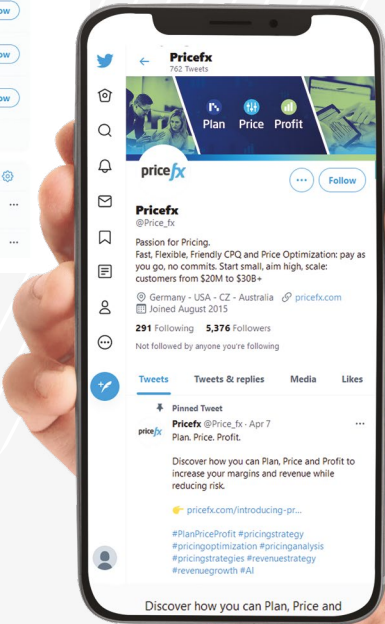 ow
ow
ow
Pricefx
762 Tweets
Plan Price Profit
pricefx
Follow
Pricefx
@Price_fx
Passion for Pricing.
Fast, Flexible, Friendly CPQ and Price Optimization: pay as
you go, no commits. Start small, aim high, scale:
customers from $20M to $30B+
Germany - USA - CZ - Australia pricefx.com
Joined August 2015
291 Following 5,376 Followers
Not followed by anyone you're following
Tweets Tweets & replies Media Likes
Pinned Tweet
pricefx Pricefx @Price_fx · Apr 7
Plan. Price. Profit.
Discover how you can Plan, Price and Profit to
increase your margins and revenue while
reducing risk.
👉 pricefx.com/introducing-pr...
#PlanPriceProfit #pricingstrategy
#pricingoptimization #pricinganalysis
#pricingstrategies #revenuestrategy
#revenuegrowth #AI
Discover how you can Plan, Price and